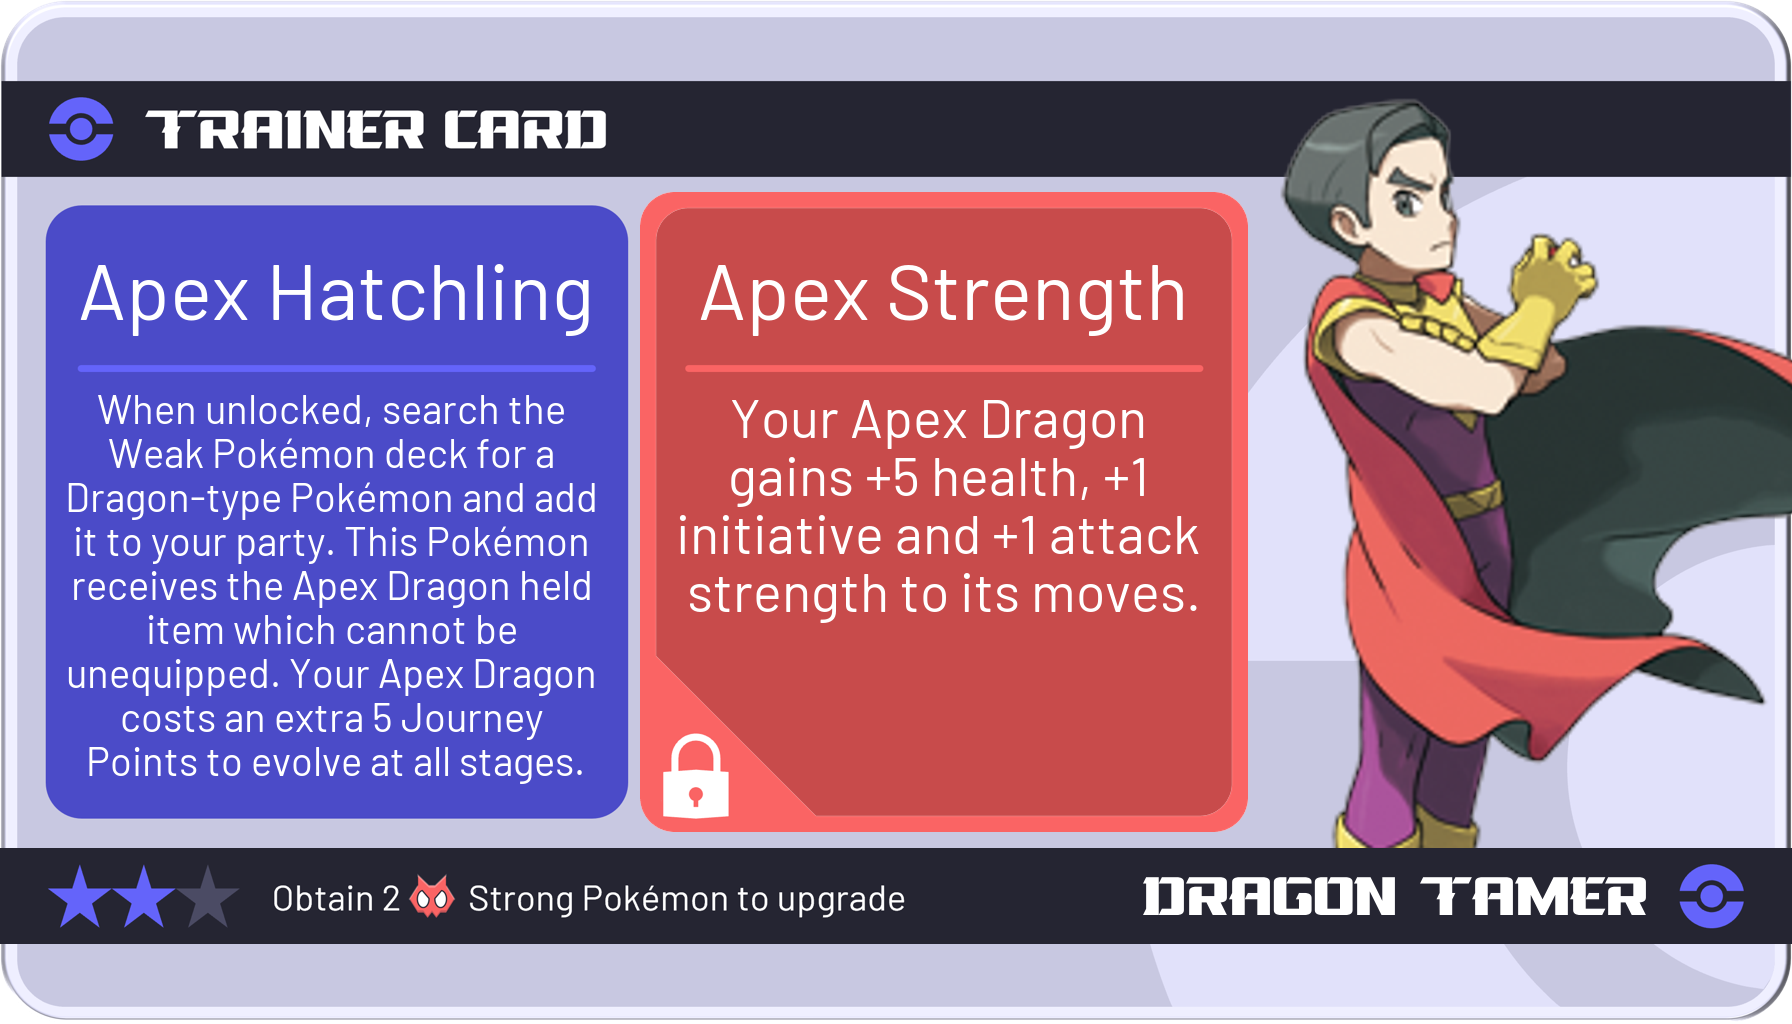 TRAINER CARD
Apex Hatchling
When unlocked, search the
Weak Pokémon deck for a
Dragon-type Pokémon and add
it to your party. This Pokémon
receives the Apex Dragon held
item which cannot be
unequipped. Your Apex Dragon
costs an extra 5 Journey
Points to evolve at all stages.
Apex Strength
Your Apex Dragon
gains +5 health, +1
initiative and +1 attack
strength to its moves.
Obtain 2 Strong Pokémon to upgrade
DRAGON TAMER